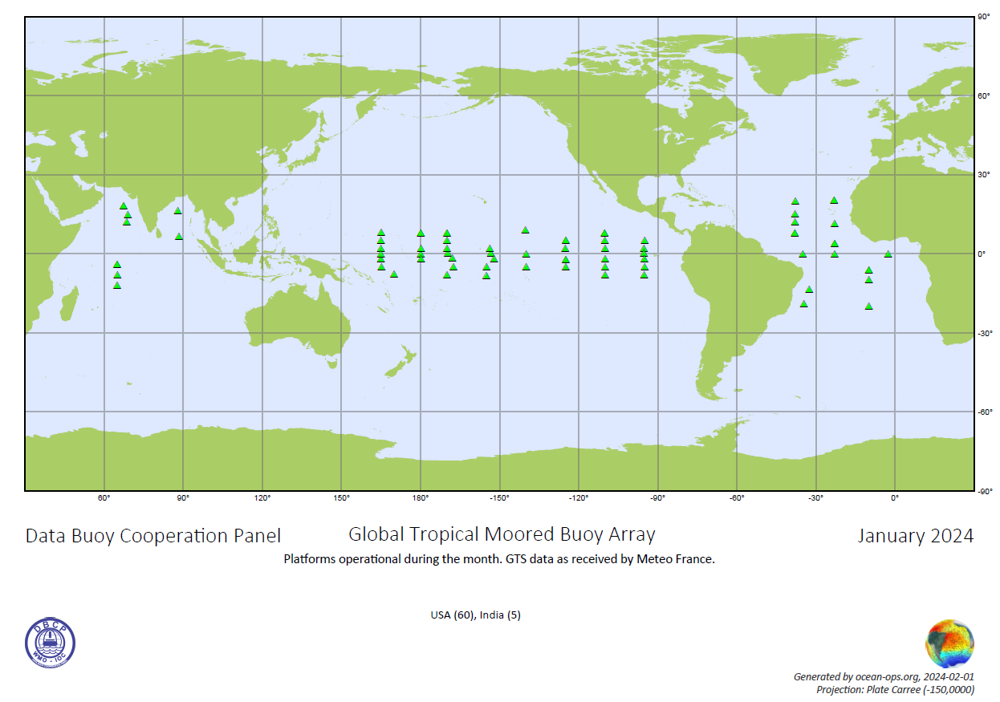 90°
60°
30°
0°
-30°
-60°
-90°
60° 90° 120° 150° 180° -150° -120° -90° -60° -30° 0°
Data Buoy Cooperation Panel Global Tropical Moored Buoy Array January 2024
Platforms operational during the month. GTS data as received by Meteo France.
USA (60), India (5)
DBCP
WMO - IOC
Generated by ocean-ops.org, 2024-02-01
Projection: Plate Carree (-150,0000)